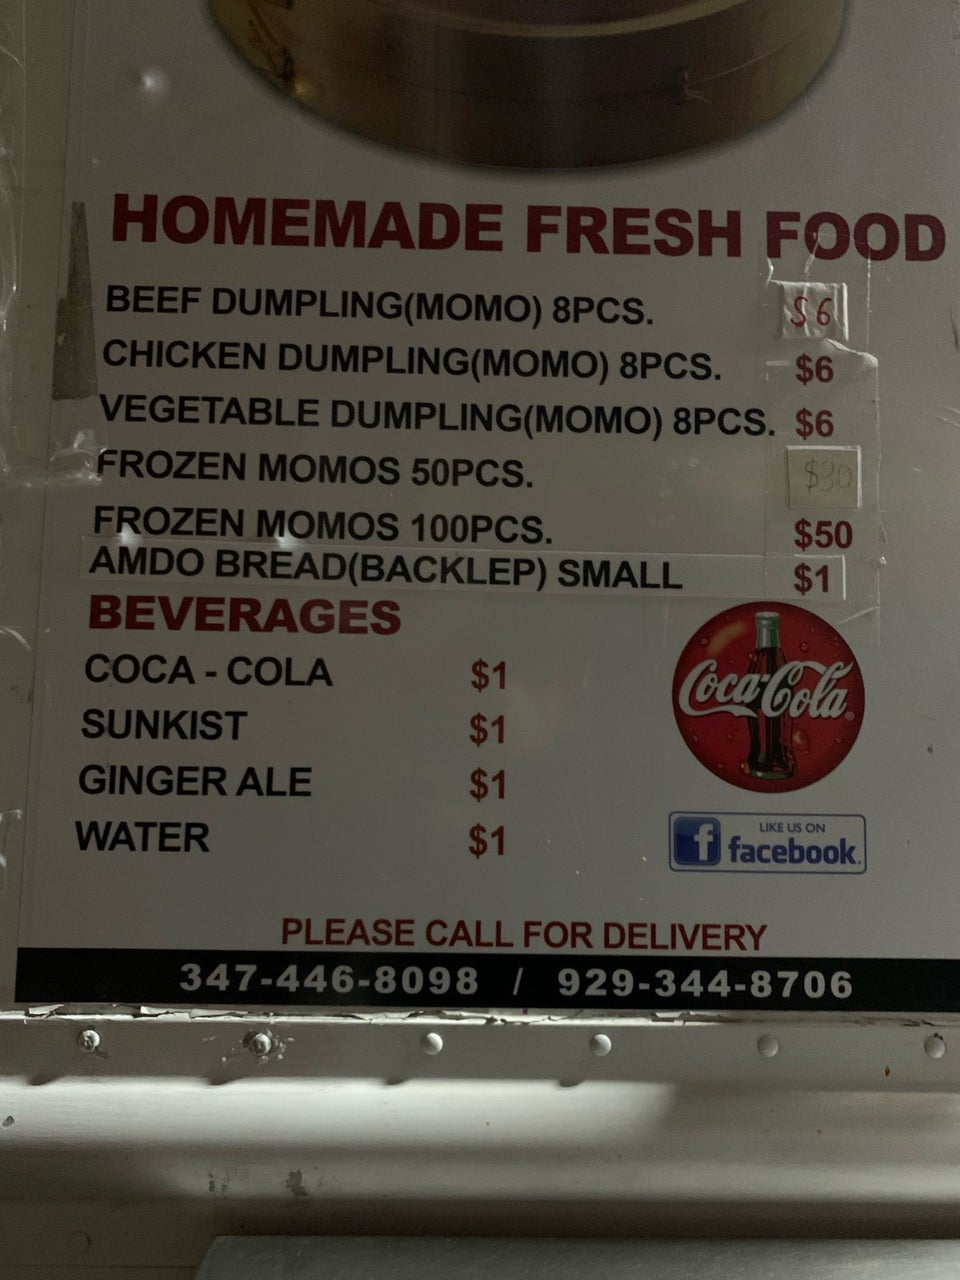 HOMEMADE FRESH FOOD
BEEF DUMPLING(MOMO) 8PCS. $6
CHICKEN DUMPLING(MOMO) 8PCS. $6
VEGETABLE DUMPLING(MOMO) 8PCS. $6
FROZEN MOMOS 50PCS. $30
FROZEN MOMOS 100PCS. $50
AMDO BREAD(BACKLEP) SMALL $1
BEVERAGES
COCA - COLA $1
SUNKIST $1
GINGER ALE $1
WATER $1
Coca-Cola®
f LIKE US ON
facebook.
PLEASE CALL FOR DELIVERY
347-446-8098 / 929-344-8706